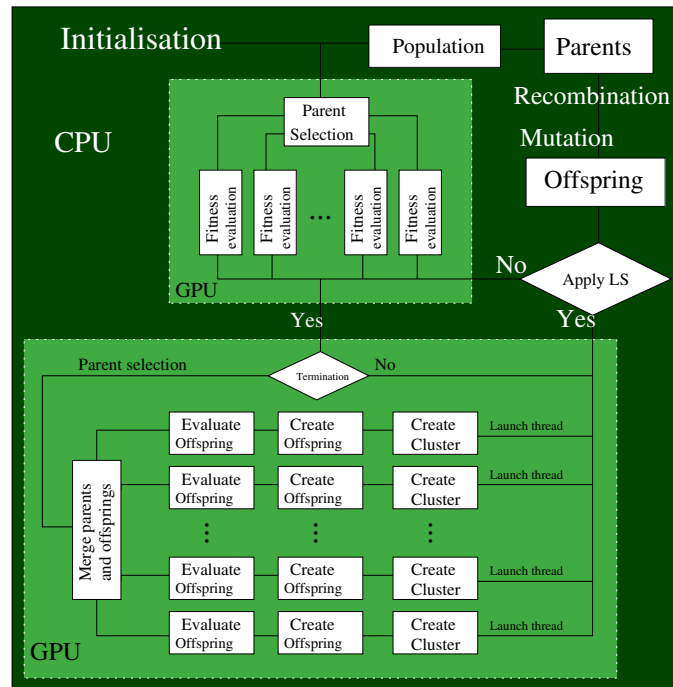 Initialisation
Population
Parents
Recombination
Mutation
Offspring
CPU
Parent
Selection
Fitness
evaluation
Fitness
evaluation
...
Fitness
evaluation
Fitness
evaluation
GPU
No
Apply LS
Yes
Yes
Parent selection
Termination
No
Evaluate
Offspring
Create
Offspring
Create
Cluster
Launch thread
Evaluate
Offspring
Create
Offspring
Create
Cluster
Launch thread
Merge parents
and offsprings
Evaluate
Offspring
Create
Offspring
Create
Cluster
Launch thread
Evaluate
Offspring
Create
Offspring
Create
Cluster
Launch thread
GPU